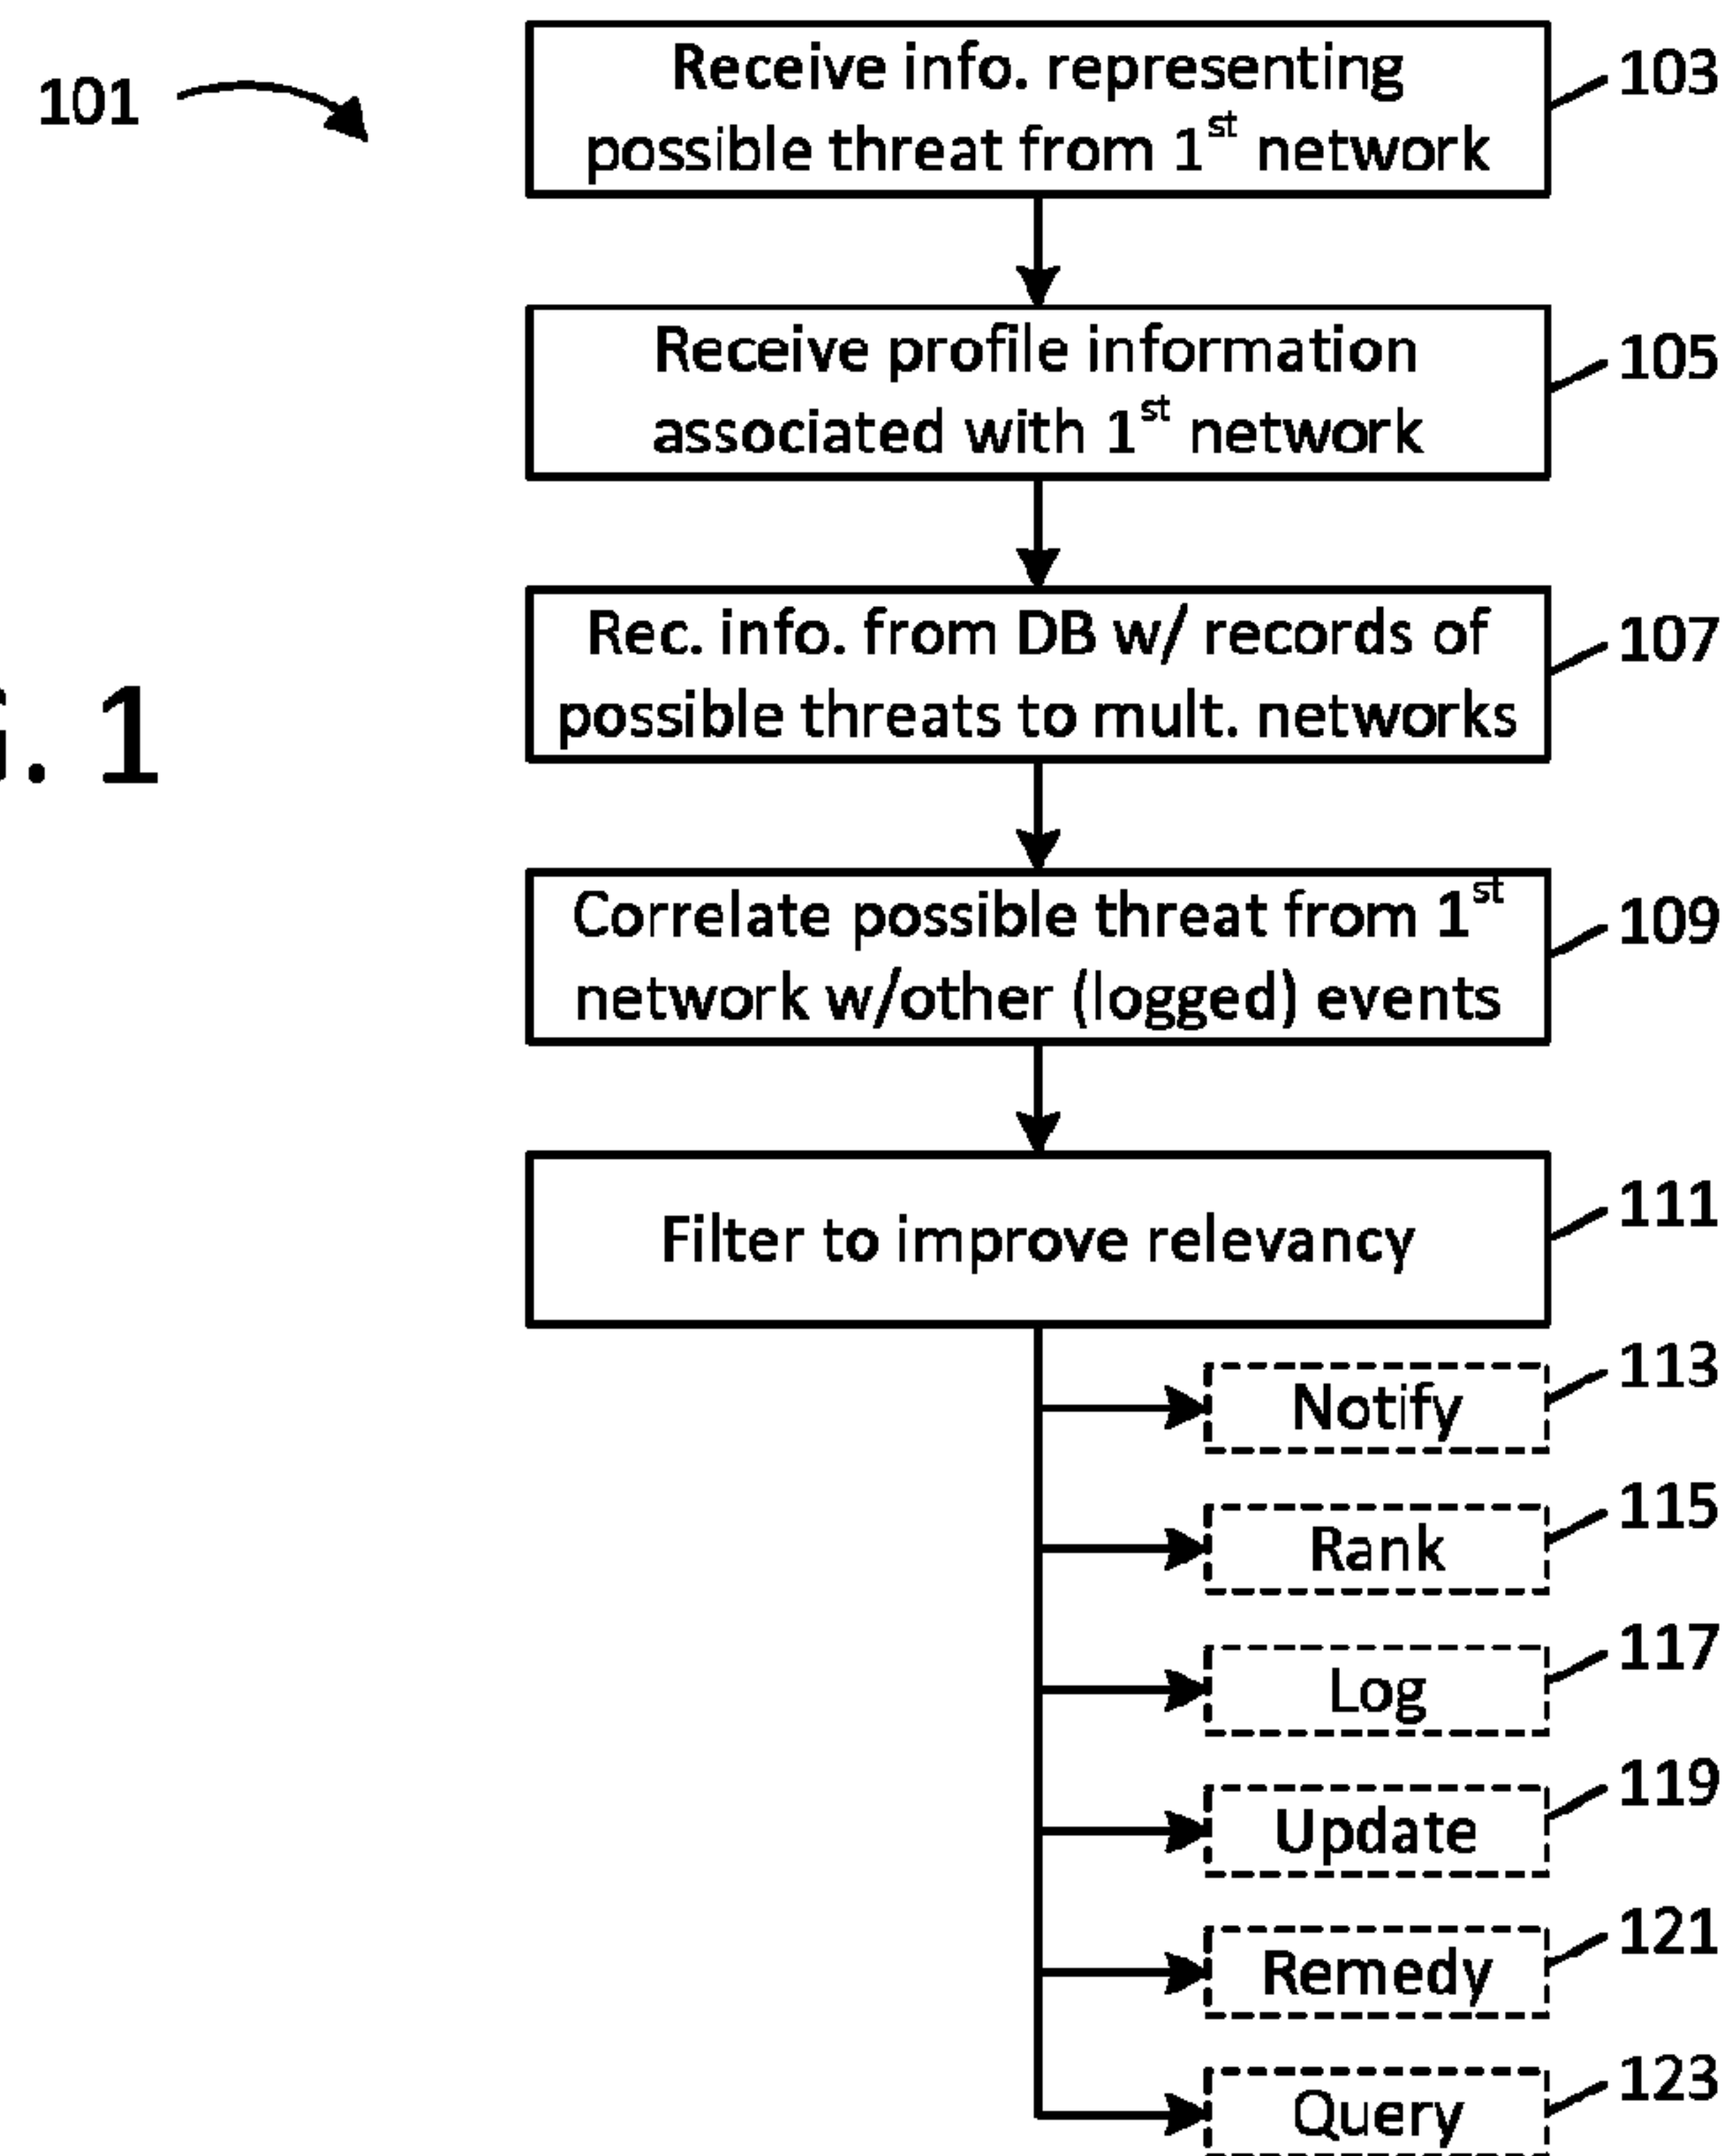 101
Receive info. representing
possible threat from 1st network
103
Receive profile information
associated with 1st network
105
Rec. info. from DB w/ records of
possible threats to mult. networks
107
. 1
Correlate possible threat from 1st
network w/other (logged) events
109
Filter to improve relevancy
111
Notify
113
Rank
115
Log
117
Update
119
Remedy
121
Query
123